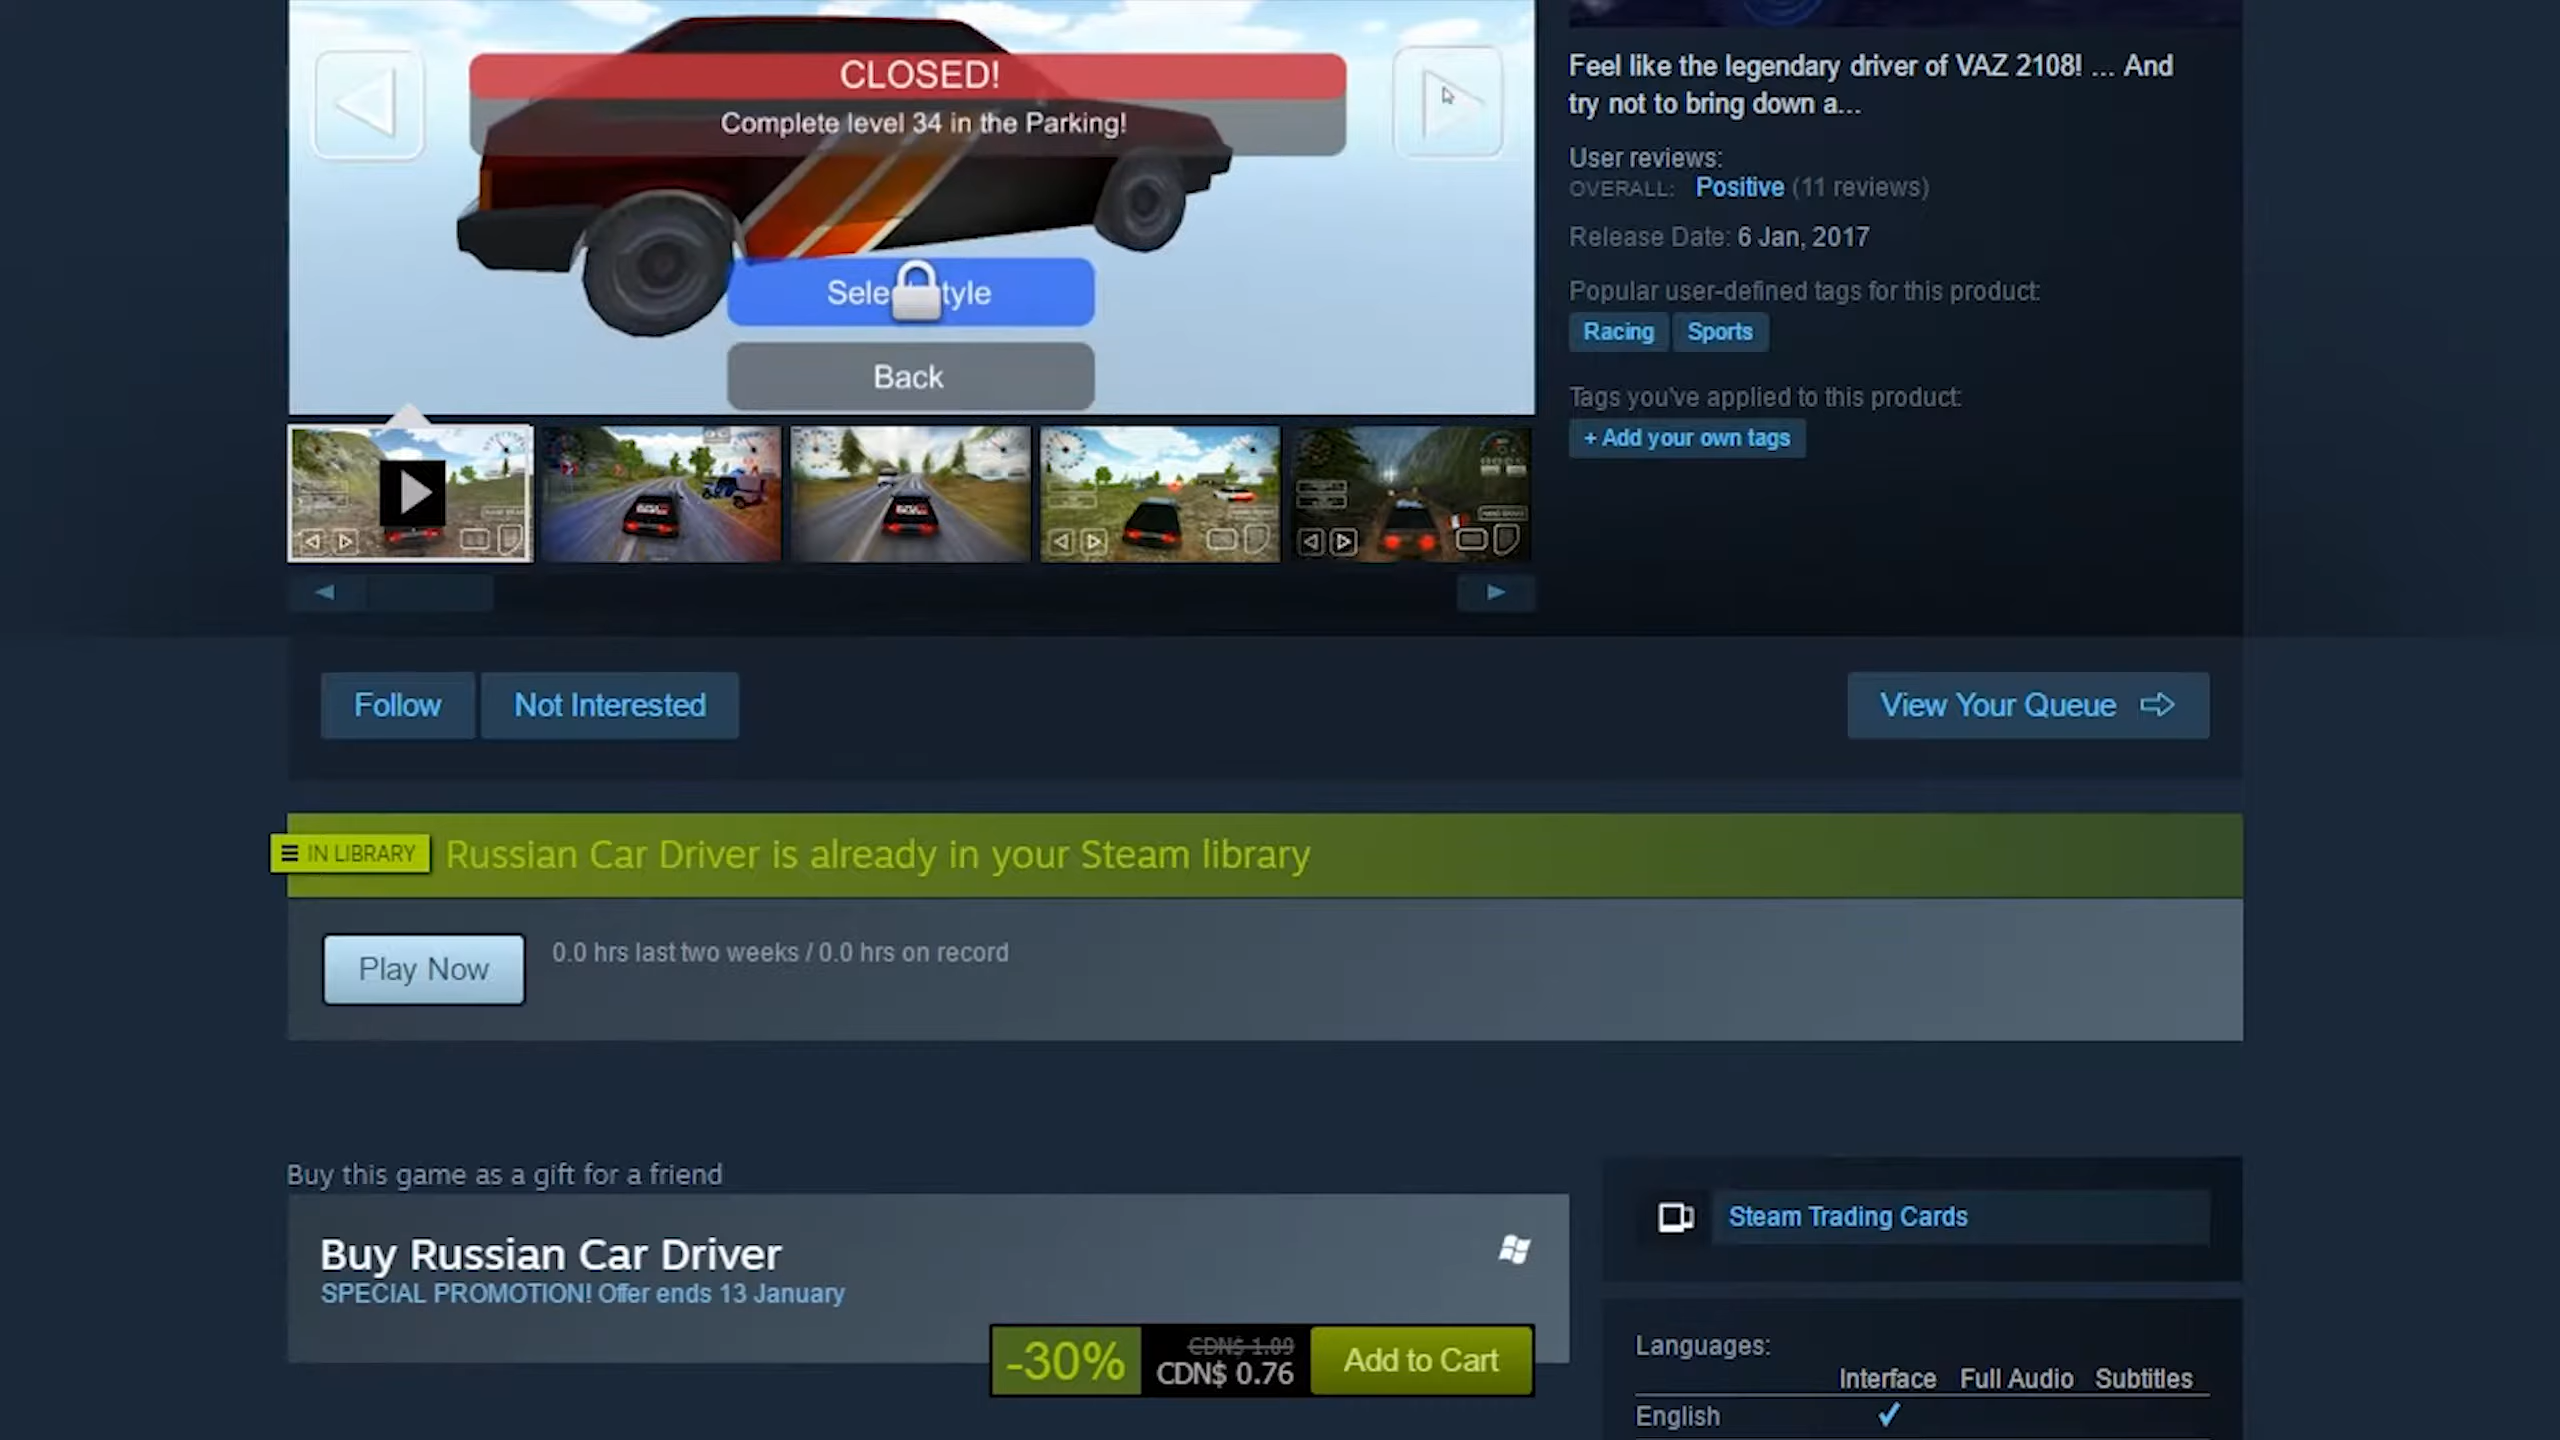 CLOSED!
Complete level 34 in the Parking!
Back
Feel like the legendary driver of VAZ 2108! ... And
try not to bring down a...
User reviews:
OVERALL: Positive (11 reviews)
Release Date: 6 Jan, 2017
Popular user-defined tags for this product:
Racing Sports
Tags you've applied to this product:
+ Add your own tags
Follow Not Interested View Your Queue
IN LIBRARY Russian Car Driver is already in your Steam library
Play Now 0.0 hrs last two weeks / 0.0 hrs on record
Buy this game as a gift for a friend
Buy Russian Car Driver
SPECIAL PROMOTION! Offer ends 13 January
-30% CDN$ 1.09 CDN$ 0.76 Add to Cart
Steam Trading Cards
Languages:
Interface Full Audio Subtitles
English ✓